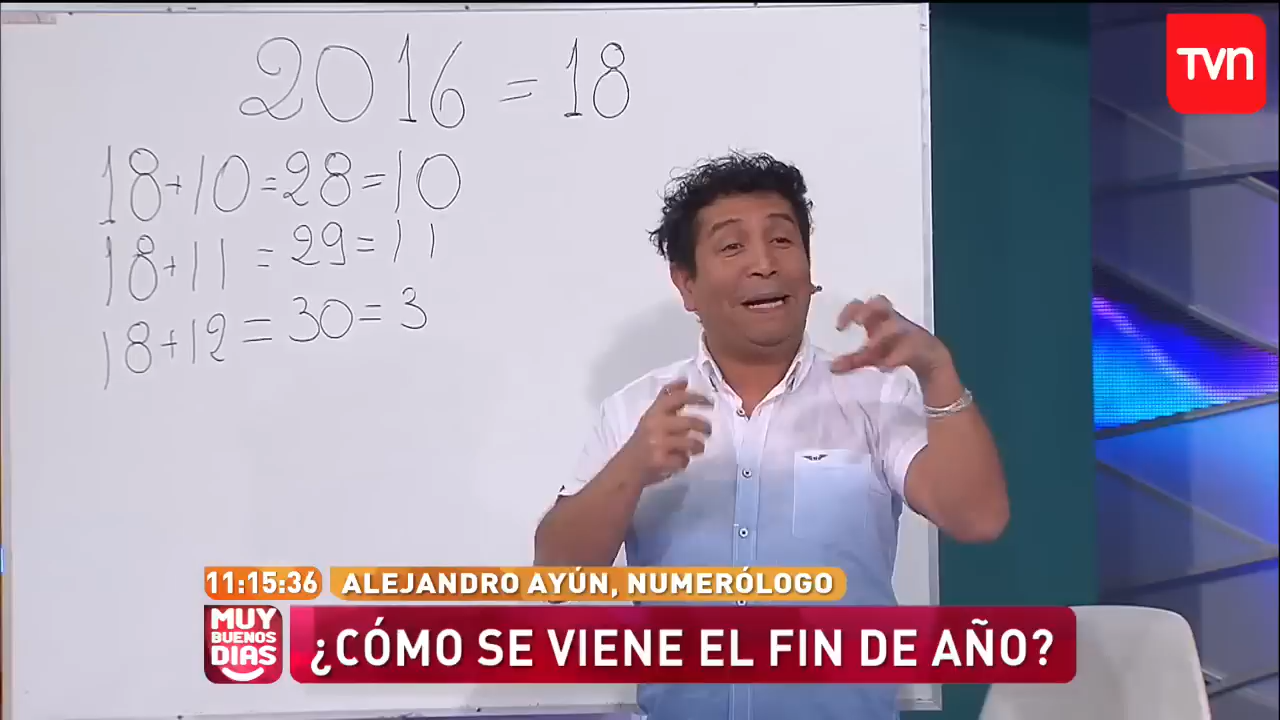 2016 = 18
18+10=28=10
18+11 = 29=11
18+12 = 30=3
tvn
11:15:36
ALEJANDRO AYÚN, NUMERÓLOGO
MUY
BUENOS
DÍAS
¿CÓMO SE VIENE EL FIN DE AÑO?